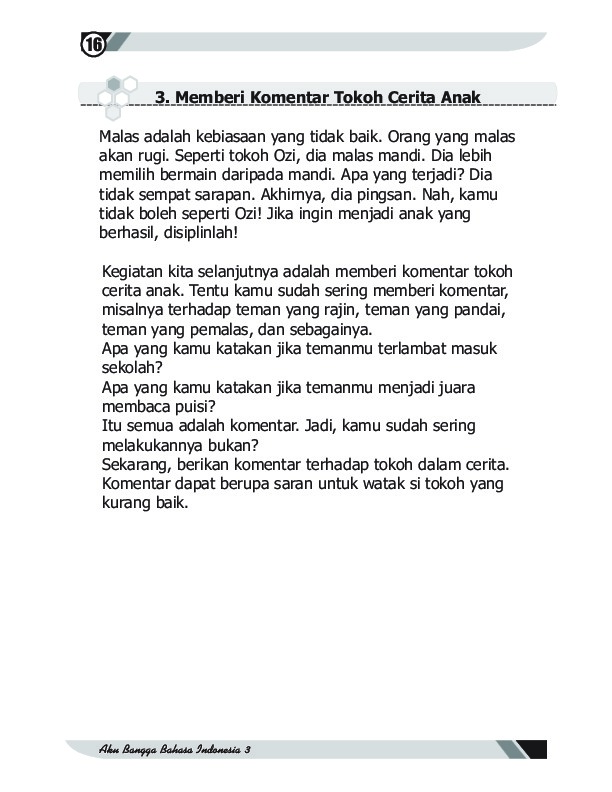 16
3. Memberi Komentar Tokoh Cerita Anak
Malas adalah kebiasaan yang tidak baik. Orang yang malas
akan rugi. Seperti tokoh Ozi, dia malas mandi. Dia lebih
memilih bermain daripada mandi. Apa yang terjadi? Dia
tidak sempat sarapan. Akhirnya, dia pingsan. Nah, kamu
tidak boleh seperti Ozi! Jika ingin menjadi anak yang
berhasil, disiplinlah!
Kegiatan kita selanjutnya adalah memberi komentar tokoh
cerita anak. Tentu kamu sudah sering memberi komentar,
misalnya terhadap teman yang rajin, teman yang pandai,
teman yang pemalas, dan sebagainya.
Apa yang kamu katakan jika temanmu terlambat masuk
sekolah?
Apa yang kamu katakan jika temanmu menjadi juara
membaca puisi?
Itu semua adalah komentar. Jadi, kamu sudah sering
melakukannya bukan?
Sekarang, berikan komentar terhadap tokoh dalam cerita.
Komentar dapat berupa saran untuk watak si tokoh yang
kurang baik.
Aku Bangga Bahasa Indonesia 3